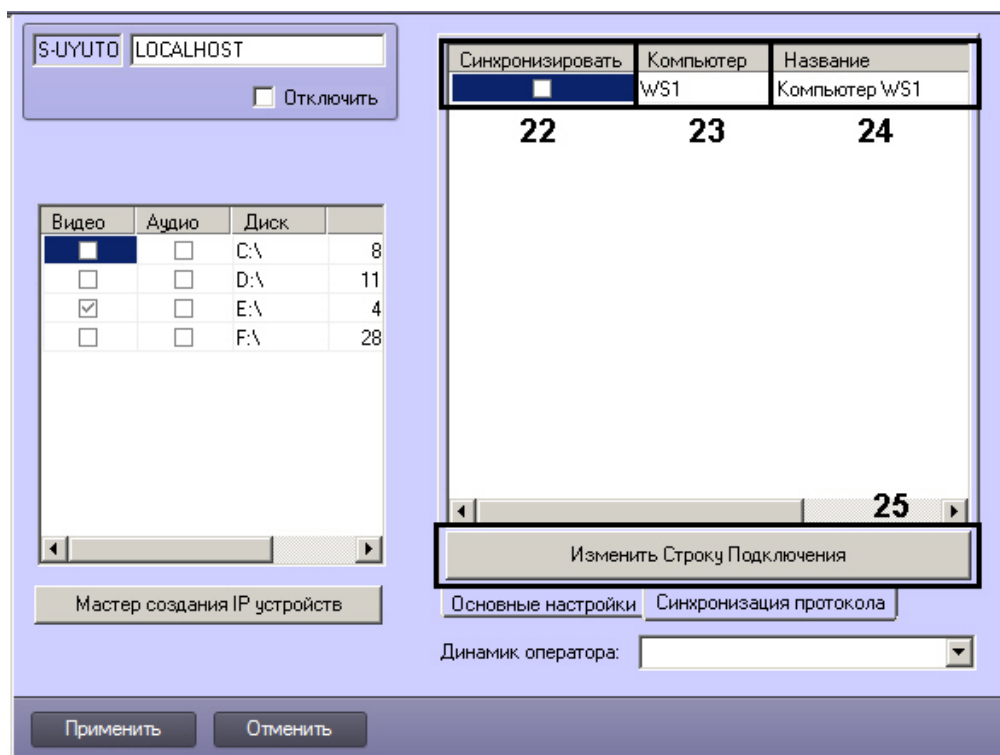 S-UYUTO LOCALHOST
Отключить
Видео Аудио Диск
C:\ 8
D:\ 11
E:\ 4
F:\ 28
Мастер создания IP устройств
Синхронизировать Компьютер Название
WS1 Компьютер WS1
22 23 24
25
Изменить Строку Подключения
Основные настройки Синхронизация протокола
Динамик оператора:
Применить Отменить